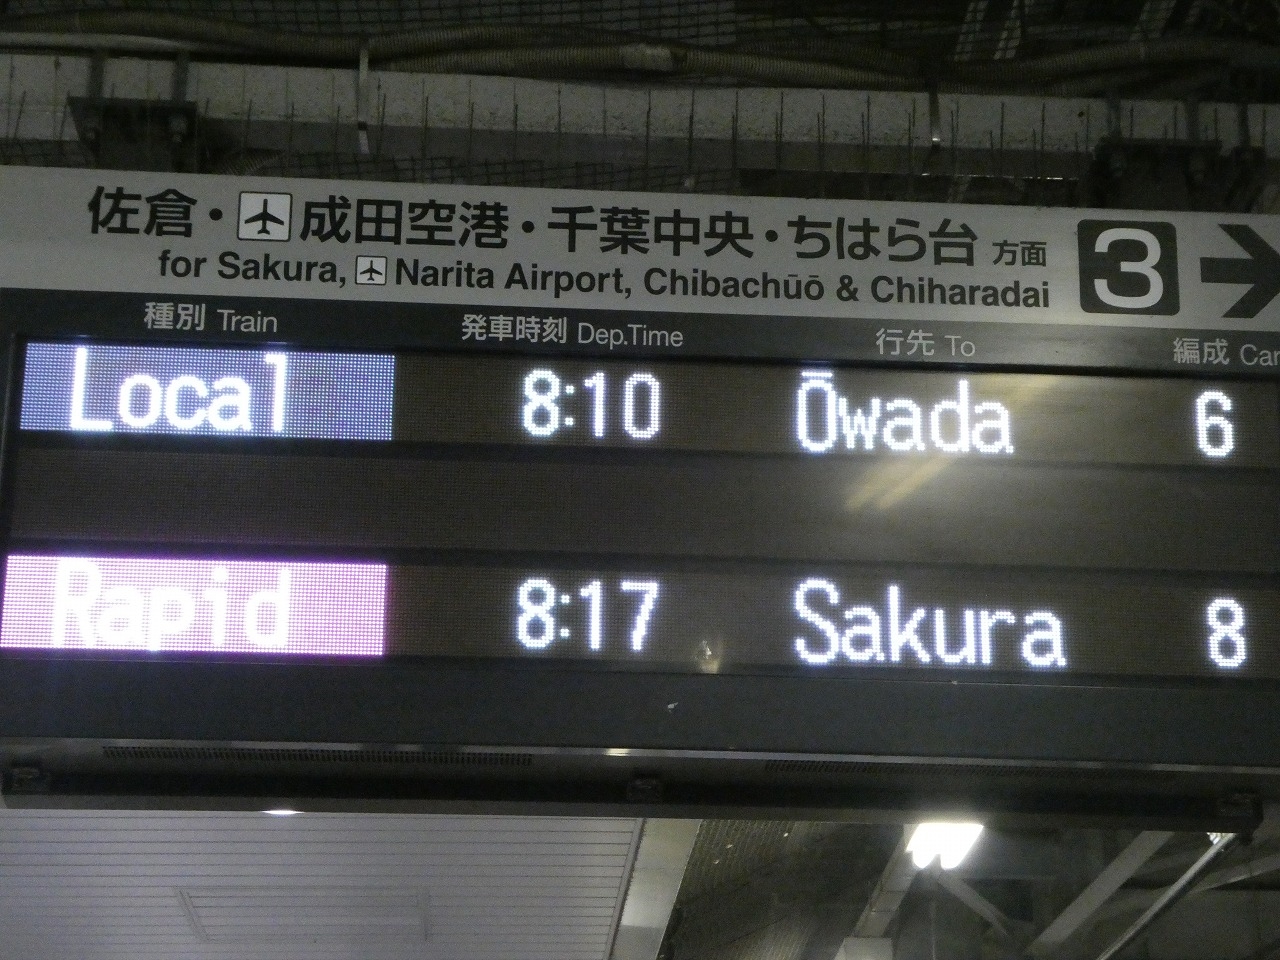 佐倉・成田空港・千葉中央・ちはら台 方面 3
for Sakura, Narita Airport, Chibachūō & Chiharadai
種別 Train 発車時刻 Dep.Time 行先 To 編成 Car
Local 8:10 Ōwada 6
Rapid 8:17 Sakura 8